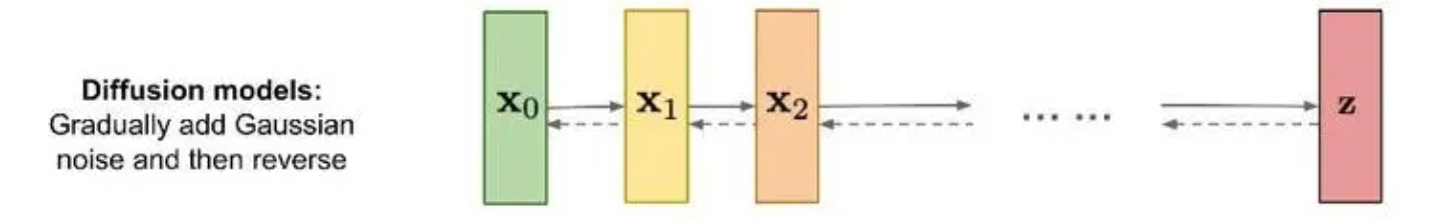 Diffusion models:
Gradually add Gaussian
noise and then reverse
x₀
x₁
x₂
... ...
z